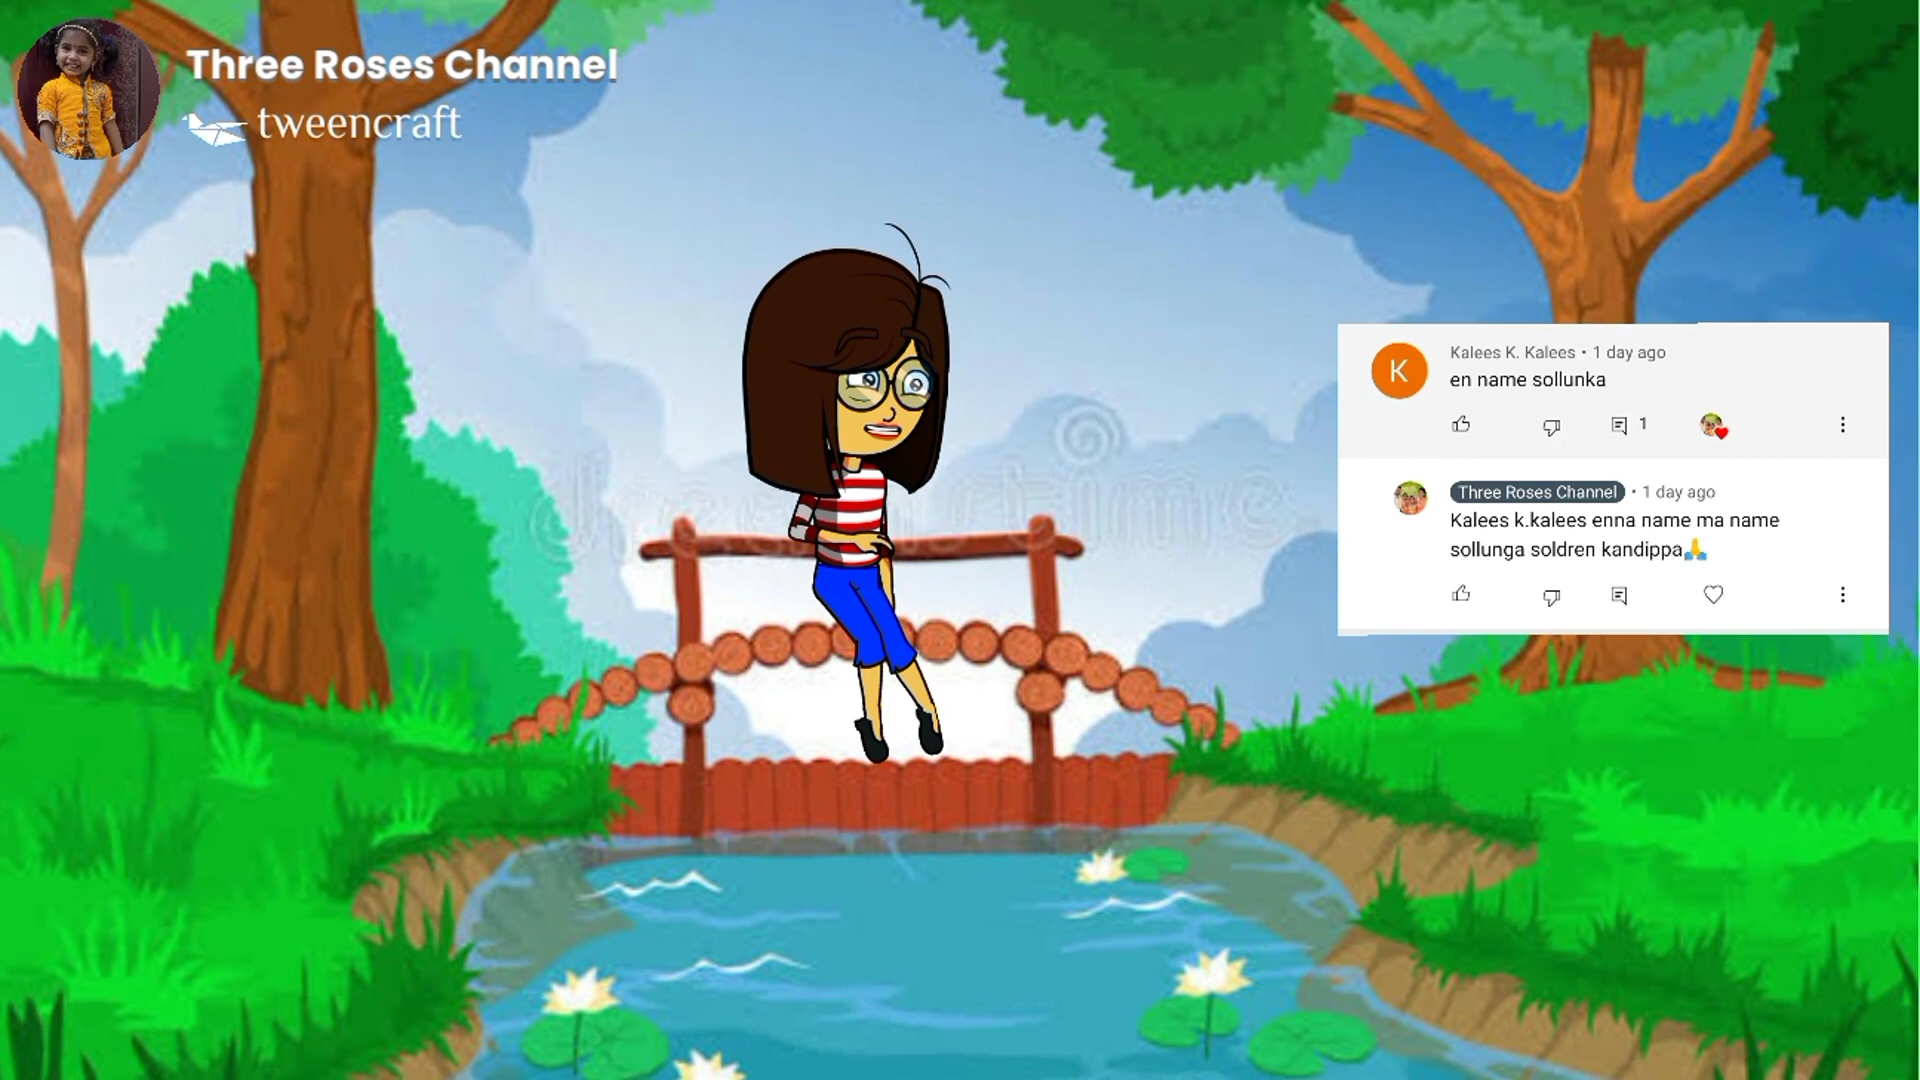 Three Roses Channel
tweencraft
dreamstime
Kalees K. Kalees • 1 day ago
K
en name sollunka
1
Three Roses Channel • 1 day ago
Kalees k.kalees enna name ma name
sollunga soldren kandippa🙏